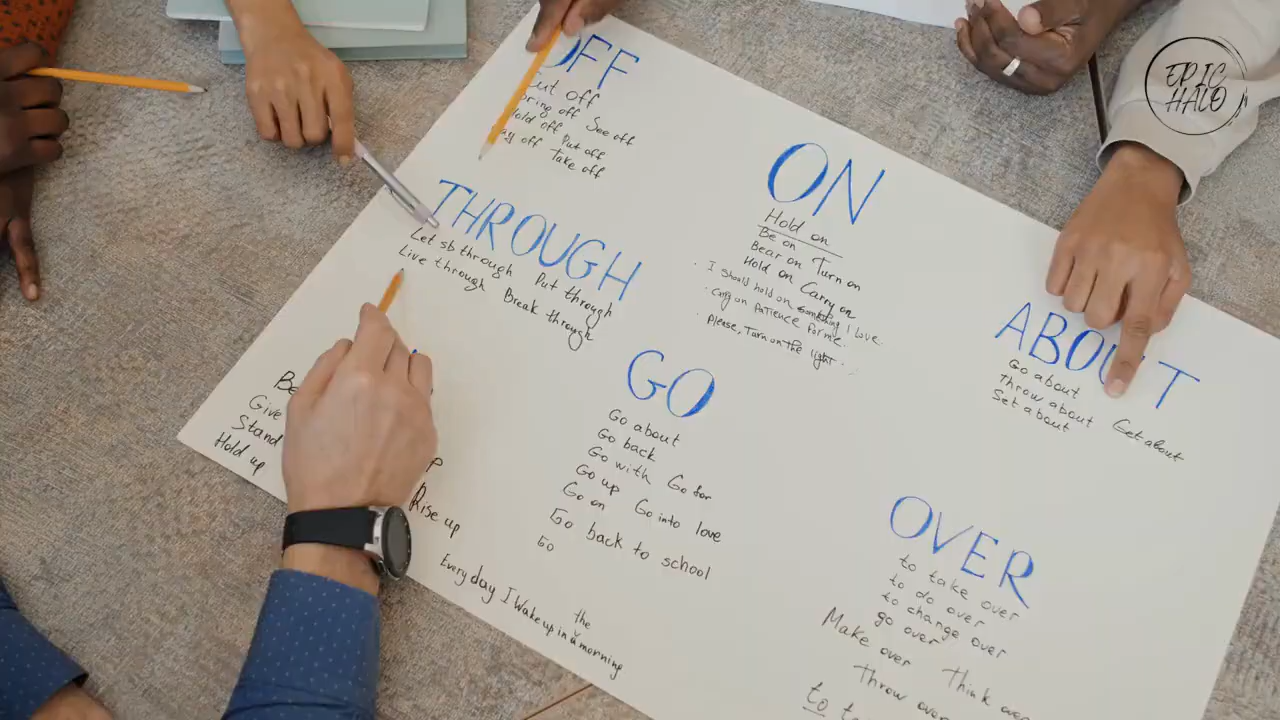 EPIC
HALO
OFF
Cut off
off See off
Hold off Put off
off Take off
THROUGH
Let sb through Put through
Live through Break through
ON
Hold on
Be on
Bear on Turn on
Hold on Carry on
. I should hold on something I love.
. Carry on Patience for me.
. Please, Turn on the light.
ABOUT
Go about
Throw about Get about
Set about
GO
Go about
Go back
Go with Go for
Go up Go into love
Go on
Go back to school
Go
Give
Stand
Hold up
Rise up
Every day I Wake up in the morning
OVER
to take over
to do over
to change over
go over
Make over Think over
Throw over
to